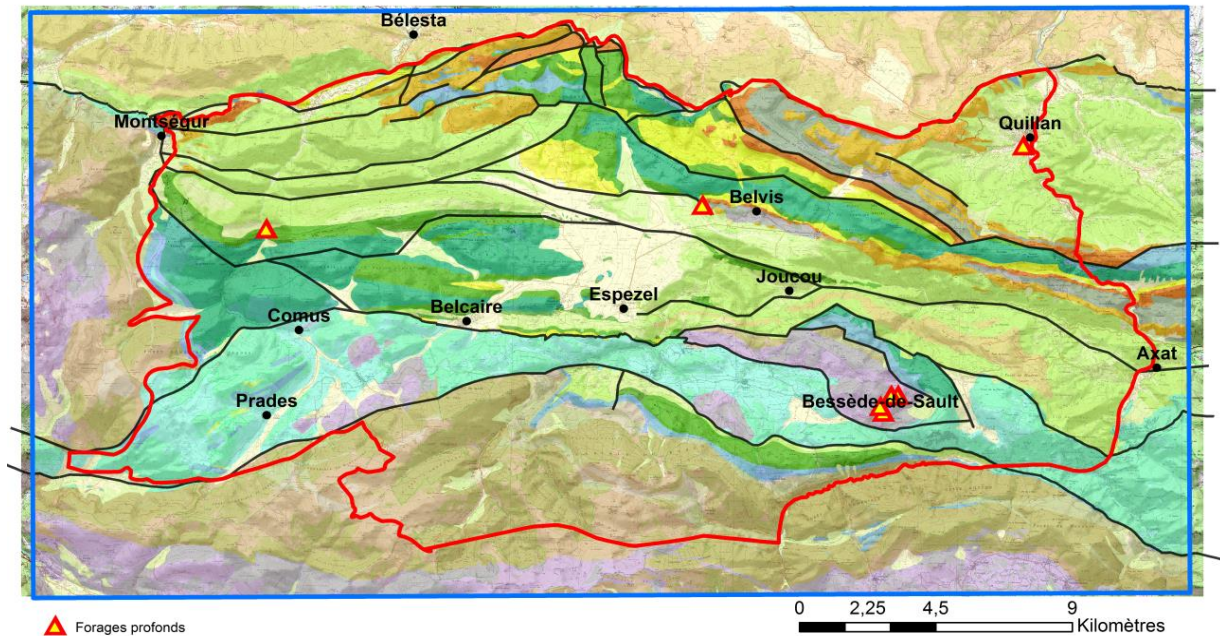 Bélesta
Montségur
Quillan
Belvis
Joucou
Espezel
Belcaire
Comus
Axat
Prades
Bessède-de-Sault
0 2,25 4,5 9
Kilomètres
Forages profonds